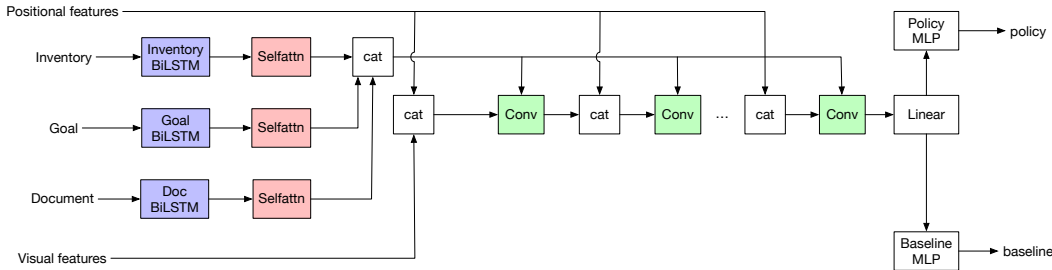 Positional features
Policy
MLP
policy
Inventory
Inventory
BiLSTM
Selfattn
cat
cat
Conv
cat
Conv
...
cat
Conv
Linear
Goal
Goal
BiLSTM
Selfattn
Document
Doc
BiLSTM
Selfattn
Visual features
Baseline
MLP
baseline